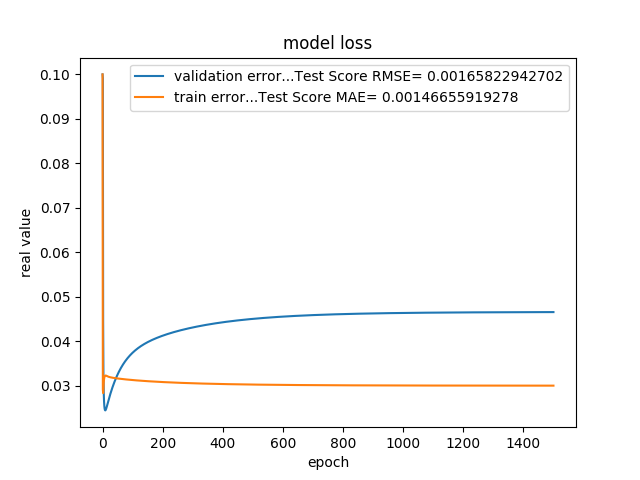 model loss
validation error...Test Score RMSE= 0.00165822942702
train error...Test Score MAE= 0.00146655919278
0.10
0.09
0.08
0.07
0.06
0.05
0.04
0.03
real value
0 200 400 600 800 1000 1200 1400
epoch